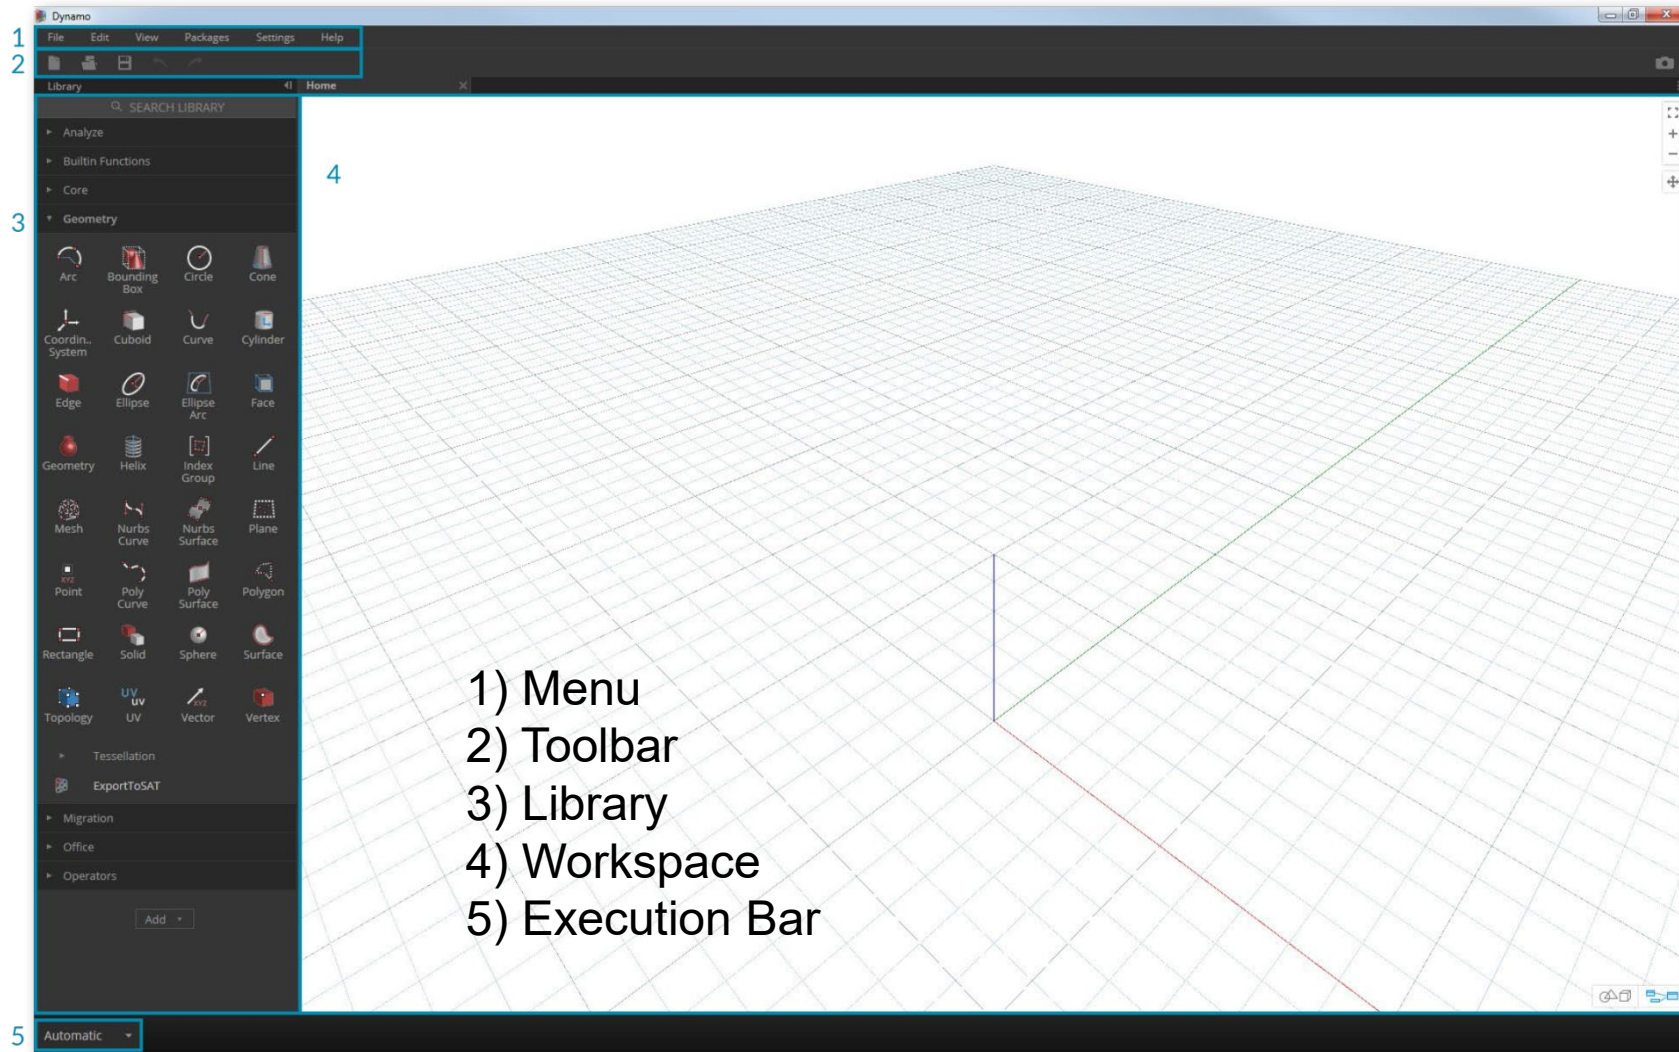 Dynamo
1
File Edit View Packages Settings Help
2
Library Home
SEARCH LIBRARY
Analyze
Builtin Functions
4
Core
3
Geometry
Arc Bounding Box Circle Cone
Coordin.. System Cuboid Curve Cylinder
Edge Ellipse Ellipse Arc Face
Geometry Helix Index Group Line
Mesh Nurbs Curve Nurbs Surface Plane
XYZ
Point Poly Curve Poly Surface Polygon
Rectangle Solid Sphere Surface
UV uv XYZ
Topology UV Vector Vertex
Tessellation
ExportToSAT
Migration
Office
Operators
Add
1) Menu
2) Toolbar
3) Library
4) Workspace
5) Execution Bar
5
Automatic